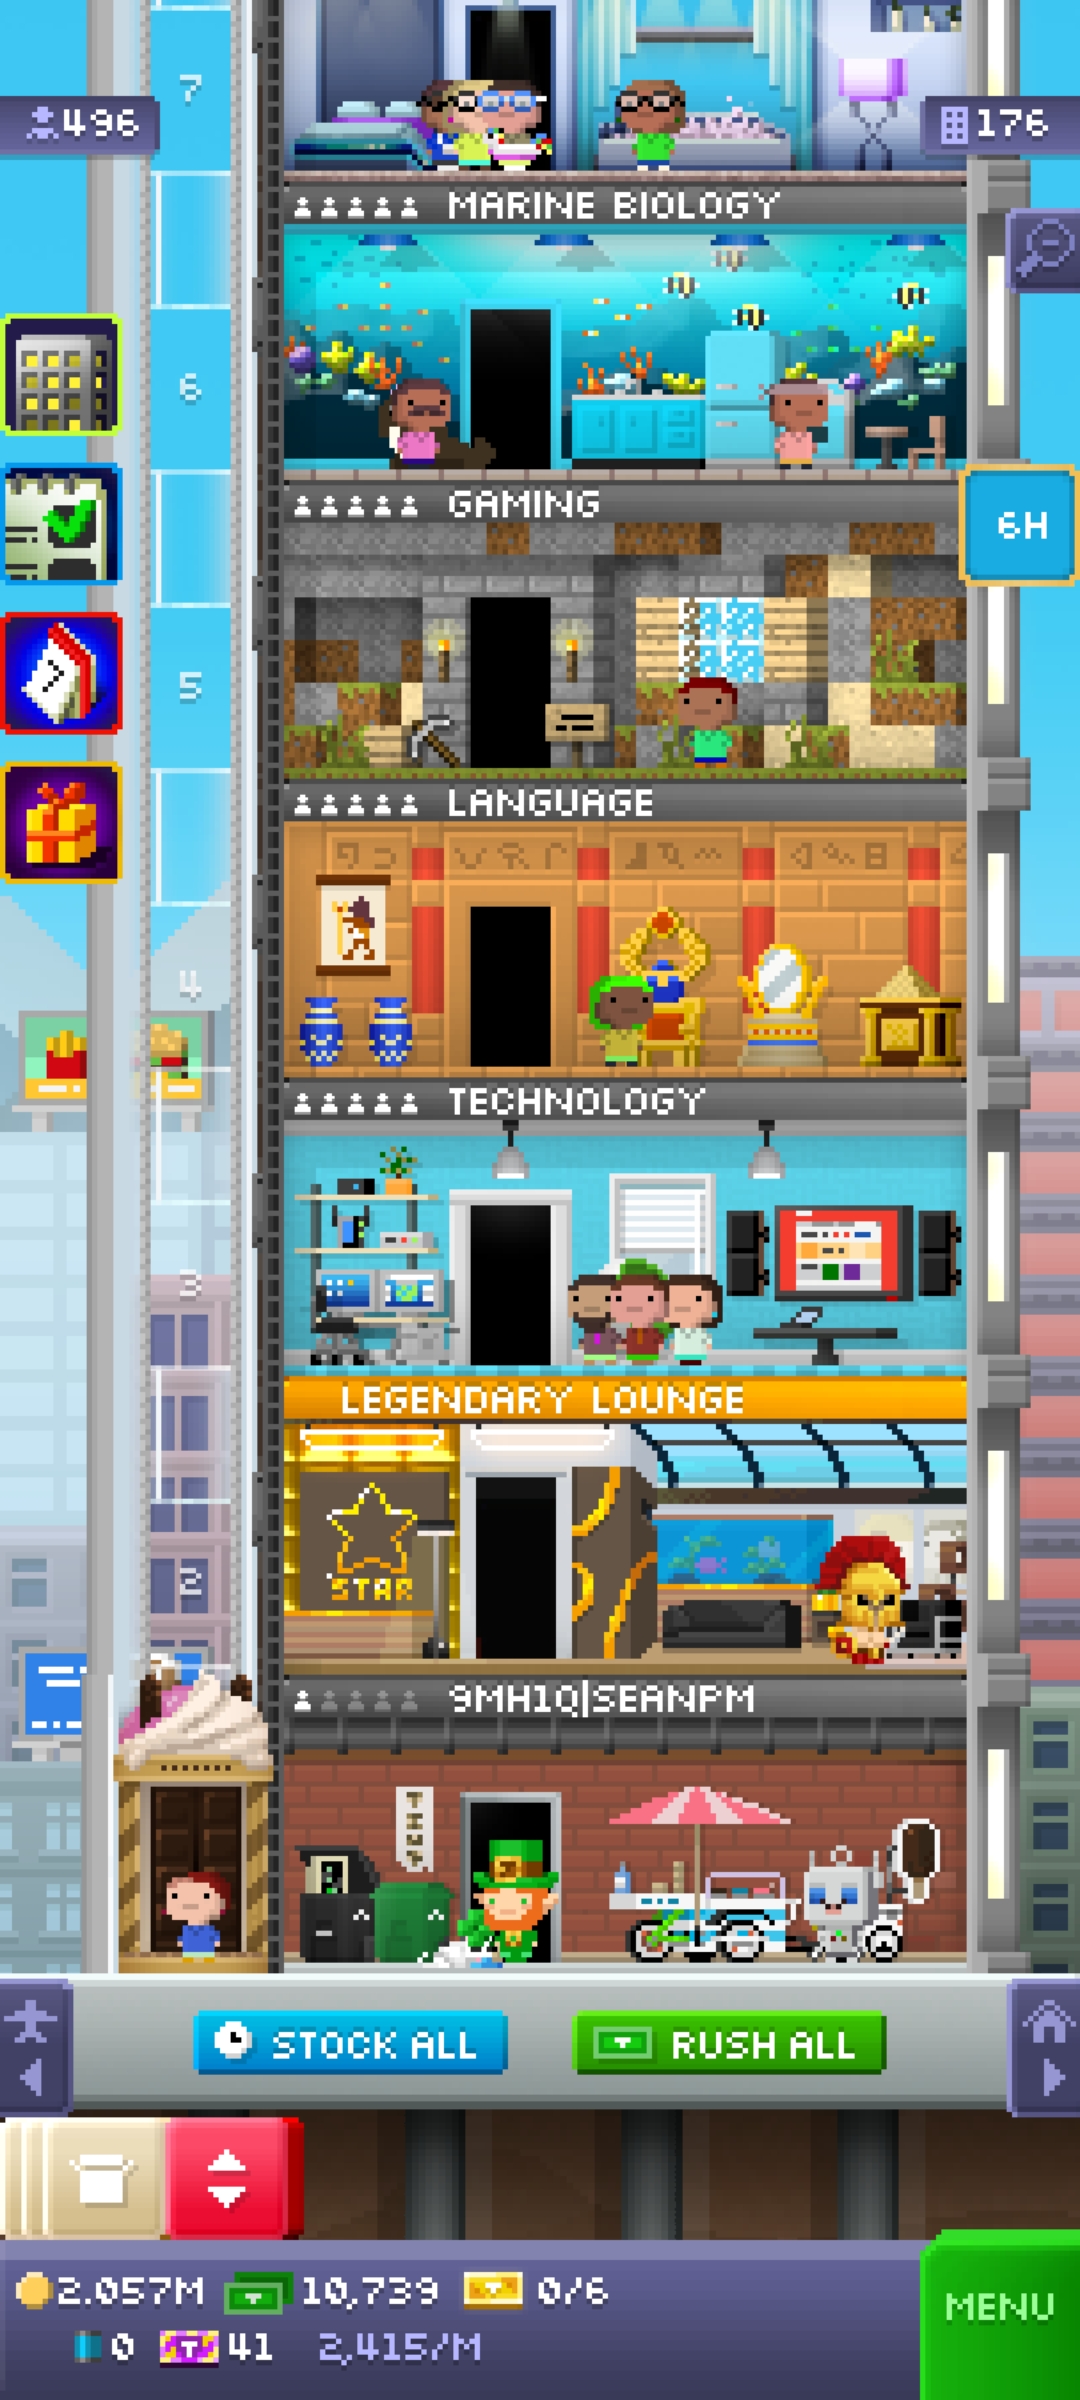 7
496
176
MARINE BIOLOGY
6
GAMING
6H
5
LANGUAGE
4
TECHNOLOGY
3
LEGENDARY LOUNGE
STAR
2
9MH1Q|SEANPM
STOCK ALL
RUSH ALL
2.057M
10,739
0/6
MENU
0
41
2,415/M